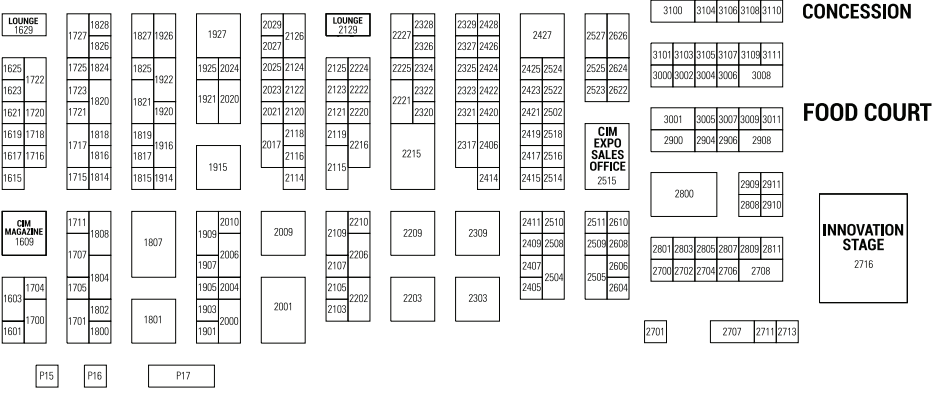 3100 3104 3106 3108 3110 CONCESSION
LOUNGE 1629
1727 1828 1826
1827 1926
1927
2029 2027 2126
LOUNGE 2129
2227 2328 2326
2329 2428 2327 2426
2427
2527 2626
3101 3103 3105 3107 3109 3111
3000 3002 3004 3006 3008
1625 1623 1722
1725 1824 1723 1820
1825 1922 1821
1925 2024
2025 2124 2023 2122
2125 2224 2123 2222
2225 2324 2221 2322
2325 2424 2323 2422
2425 2524 2423 2522
2525 2624 2523 2622
1621 1720
1721
1920
1921 2020
2021 2120
2121 2220
2320
2321 2420
2421 2502
3001 3005 3007 3009 3011 FOOD COURT
2900 2904 2906 2908
1619 1718
1717 1818
1819 1916
2017 2118
2119 2216
2215
2317 2406
2419 2518
CIM
EXPO
SALES
OFFICE
2515
1617 1716
1816
1817
1915
2116
2115
2417 2516
1615
1715 1814
1815 1914
2114
2414
2415 2514
2800
2909 2911
2808 2910
CIM
MAGAZINE
1609
1711 1808
1807
1909 2010
2009
2109 2210
2209
2309
2411 2510
2511 2610
INNOVATION
STAGE
2716
1707
2006
2206
2409 2508
2509 2608
2801 2803 2805 2807 2809 2811
1907
2107
2407 2504
2505 2606
2700 2702 2704 2706 2708
1603 1704
1705 1804
1905 2004
2001
2105 2202
2203
2303
2405
2604
1601 1700
1701 1802
1801
1903 2000
2103
1800
1901
2701
2707 2711 2713
P15 P16 P17